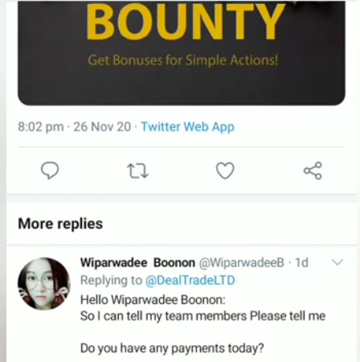 BOUNTY
Get Bonuses for Simple Actions!
8:02 pm · 26 Nov 20 · Twitter Web App
More replies
Wiparwadee Boonon @WiparwadeeB · 1d
Replying to @DealTradeLTD
Hello Wiparwadee Boonon:
So I can tell my team members Please tell me
Do you have any payments today?